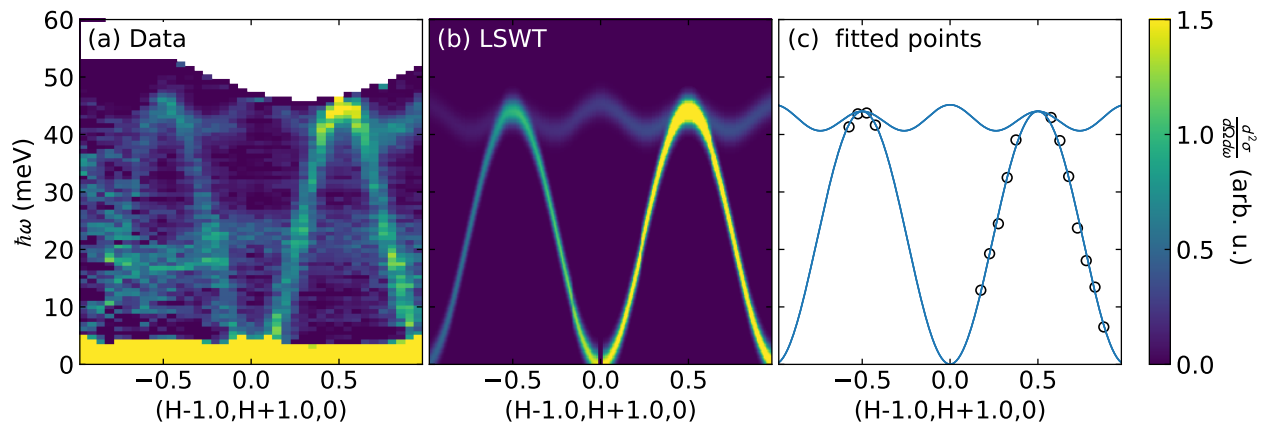 (a) Data
(b) LSWT
(c) fitted points
60
50
40
30
20
10
0
ħω (meV)
−0.5 0.0 0.5
(H-1.0,H+1.0,0)
−0.5 0.0 0.5
(H-1.0,H+1.0,0)
−0.5 0.0 0.5
(H-1.0,H+1.0,0)
1.5
1.0
0.5
0.0
d²σ/dΩdω (arb. u.)